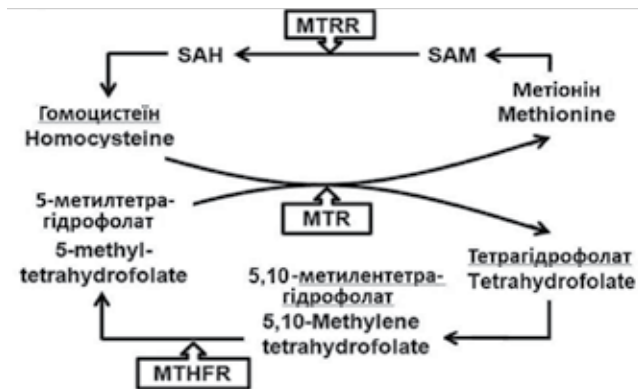 MTRR
SAH
SAM
Гомоцистеїн
Homocysteine
Метіонін
Methionine
5-метилтетра-
гідрофолат
5-methyl-
tetrahydrofolate
MTR
Тетрагідрофолат
Tetrahydrofolate
5,10-метилентетра-
гідрофолат
5,10-Methylene
tetrahydrofolate
MTHFR